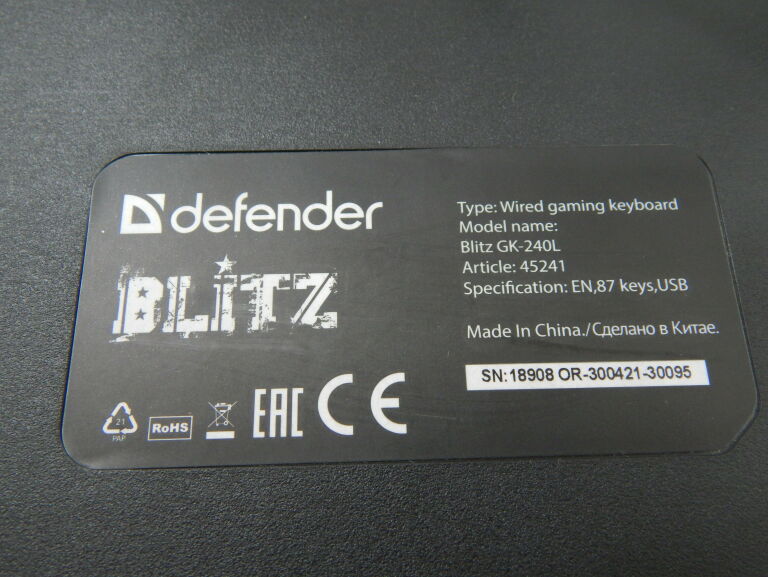 defender
BLiTZ
Type: Wired gaming keyboard
Model name:
Blitz GK-240L
Article: 45241
Specification: EN,87 keys,USB
Made In China./Сделано в Китае.
SN:18908 OR-300421-30095
21
PAP
RoHS
EAC
CE